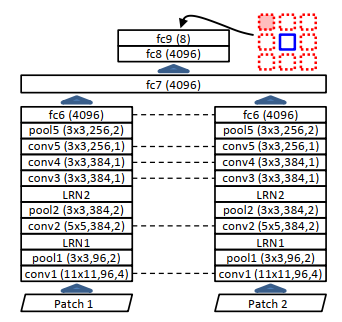 fc9 (8)
fc8 (4096)
fc7 (4096)
fc6 (4096)
pool5 (3x3,256,2)
conv5 (3x3,256,1)
conv4 (3x3,384,1)
conv3 (3x3,384,1)
LRN2
pool2 (3x3,384,2)
conv2 (5x5,384,2)
LRN1
pool1 (3x3,96,2)
conv1 (11x11,96,4)
Patch 1
fc6 (4096)
pool5 (3x3,256,2)
conv5 (3x3,256,1)
conv4 (3x3,384,1)
conv3 (3x3,384,1)
LRN2
pool2 (3x3,384,2)
conv2 (5x5,384,2)
LRN1
pool1 (3x3,96,2)
conv1 (11x11,96,4)
Patch 2